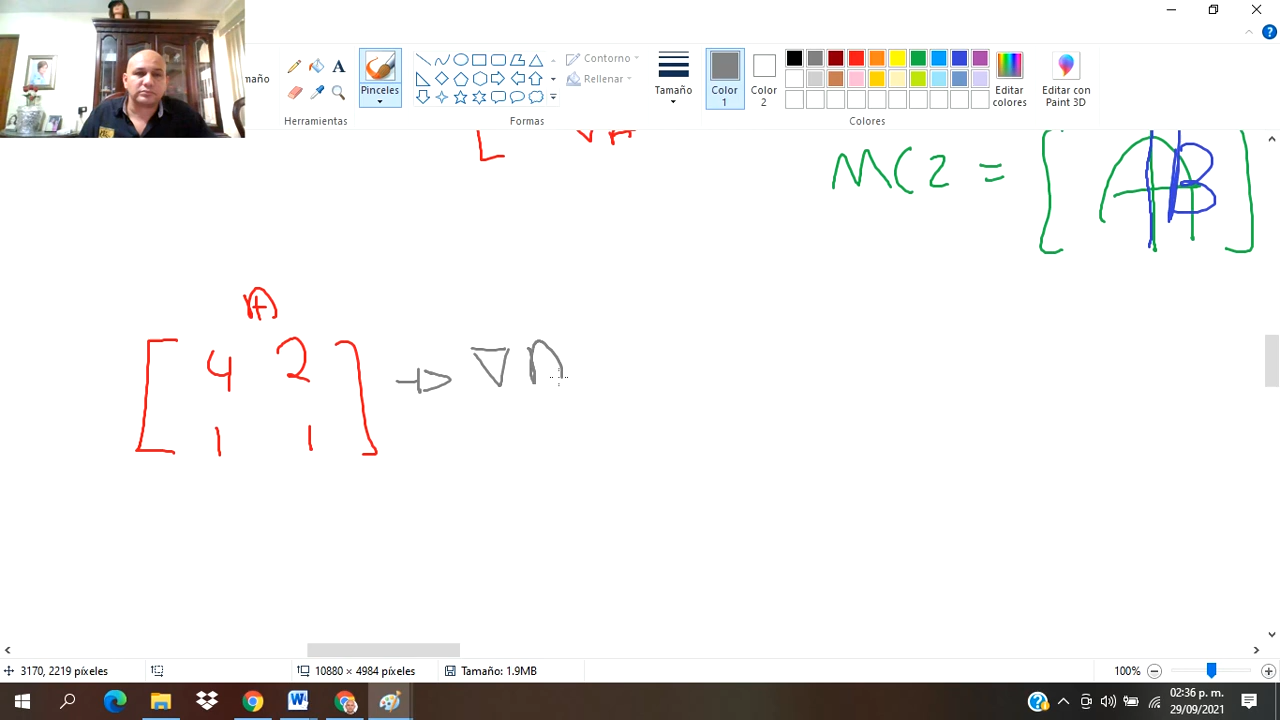 maño
Pinceles
Herramientas
Formas
Contorno
Rellenar
Tamaño
Color 1
Color 2
Editar colores
Editar con Paint 3D
Colores
MC2 = [ A|B ]
A
[ 4 2
1 1 ] → ∇
3170, 2219 píxeles
10880 × 4984 píxeles
Tamaño: 1.9MB
100%
02:36 p. m.
29/09/2021